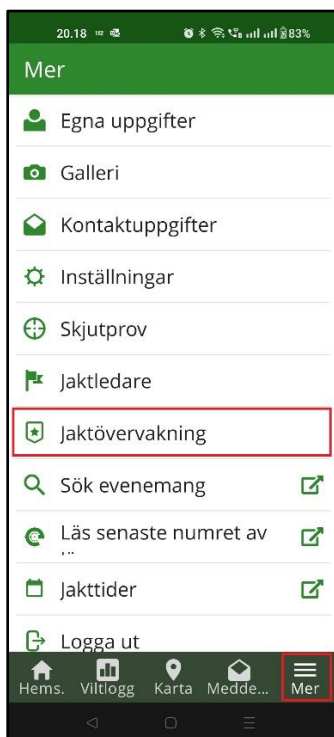 20.18 83%
Mer
Egna uppgifter
Galleri
Kontaktuppgifter
Inställningar
Skjutprov
Jaktledare
Jaktövervakning
Sök evenemang
Läs senaste numret av
Jakttider
Logga ut
Hems. Viltlogg Karta Medde... Mer